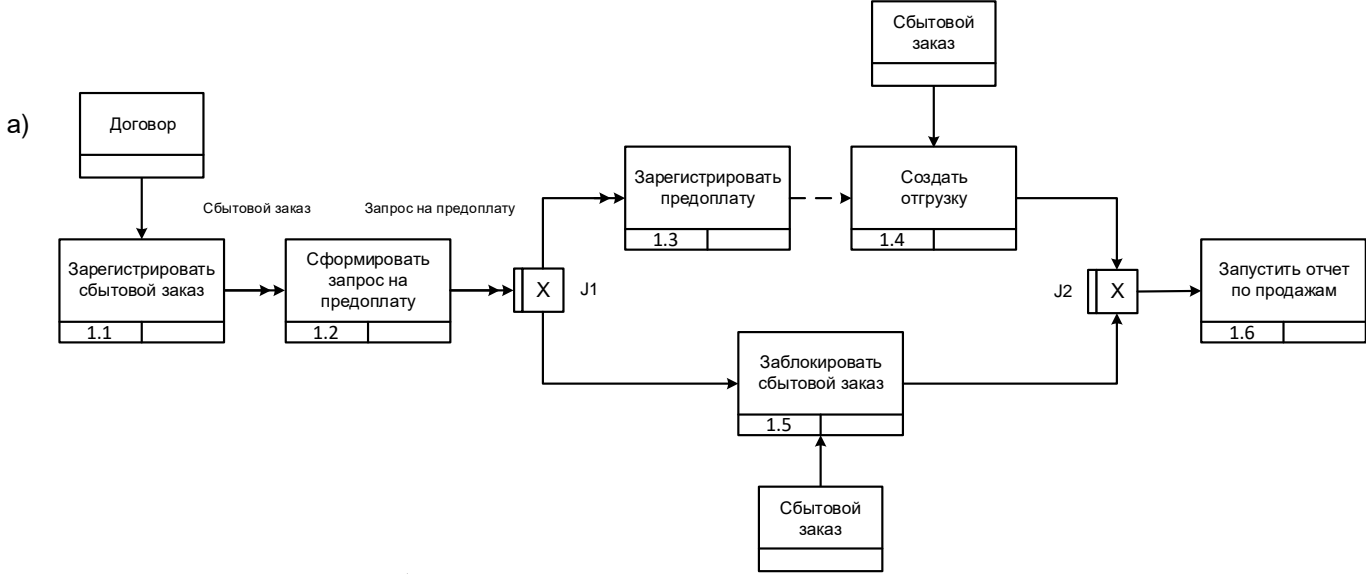 Сбытовой
заказ
а)
Договор
Зарегистрировать
предоплату
1.3
Создать
отгрузку
1.4
Сбытовой заказ
Запрос на предоплату
Зарегистрировать
сбытовой заказ
1.1
Сформировать
запрос на
предоплату
1.2
X
J1
J2
X
Запустить отчет
по продажам
1.6
Заблокировать
сбытовой заказ
1.5
Сбытовой
заказ